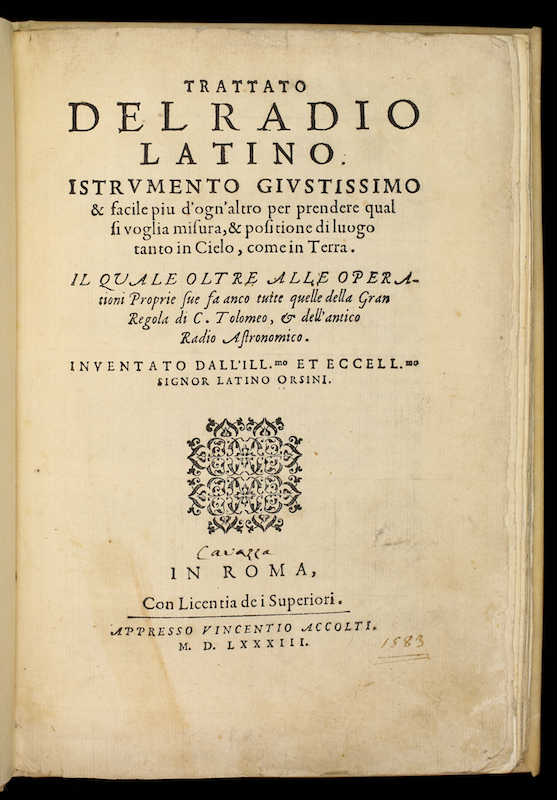 TRATTATO
DEL RADIO
LATINO.
ISTRVMENTO GIVSTISSIMO
& facile piu d'ogn'altro per prendere qual
ſi voglia miſura, & poſitione di luogo
tanto in Cielo, come in Terra.
IL QVALE OLTRE ALLE OPERA-
tioni Proprie ſue fa anco tutte quelle della Gran
Regola di C. Tolomeo, & dell'antico
Radio Aſtronomico.
INVENTATO DALL'ILL.mo ET ECCELL.mo
SIGNOR LATINO ORSINI.
Cavazza
IN ROMA,
Con Licentia de i Superiori.
APPRESSO VINCENTIO ACCOLTI.
M. D. LXXXIII.
1583